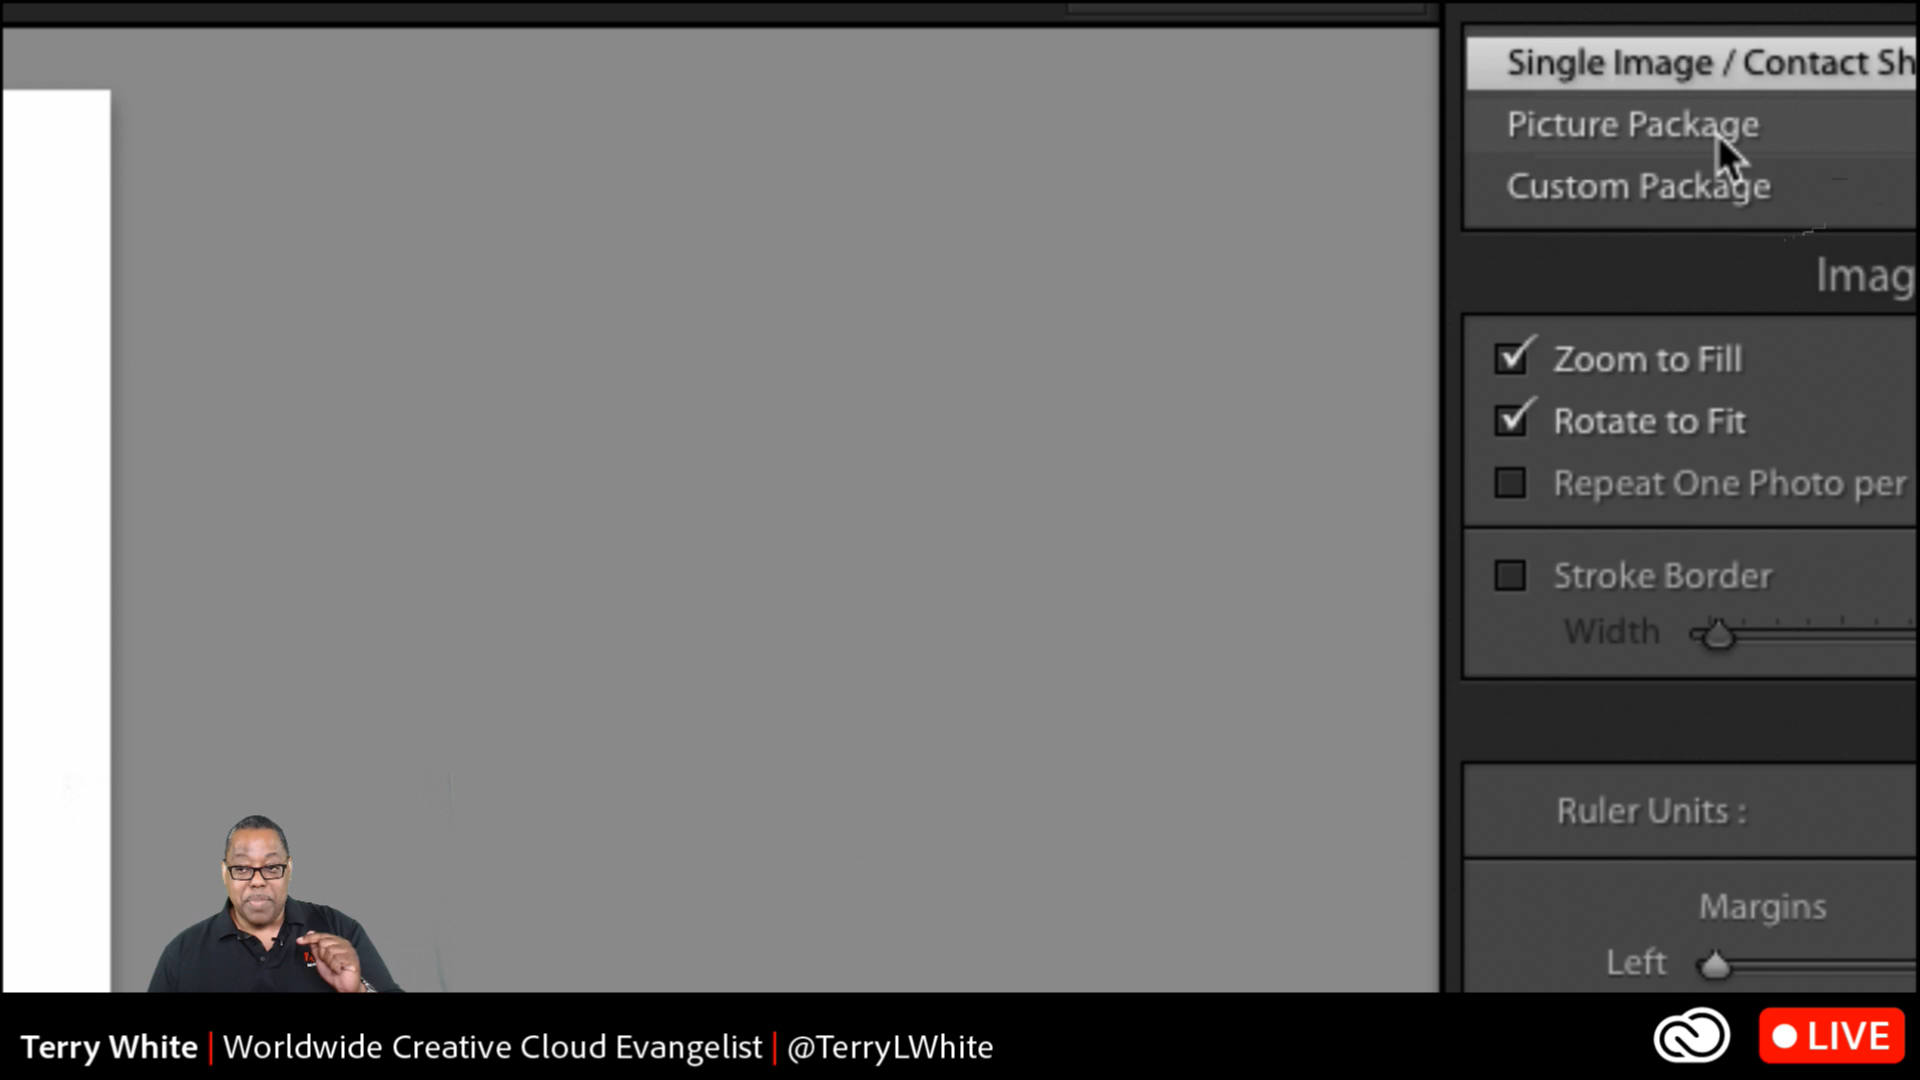 Single Image / Contact Sh
Picture Package
Custom Package
Imag
Zoom to Fill
Rotate to Fit
Repeat One Photo per
Stroke Border
Width
Ruler Units :
Margins
Left
Terry White | Worldwide Creative Cloud Evangelist | @TerryLWhite
LIVE